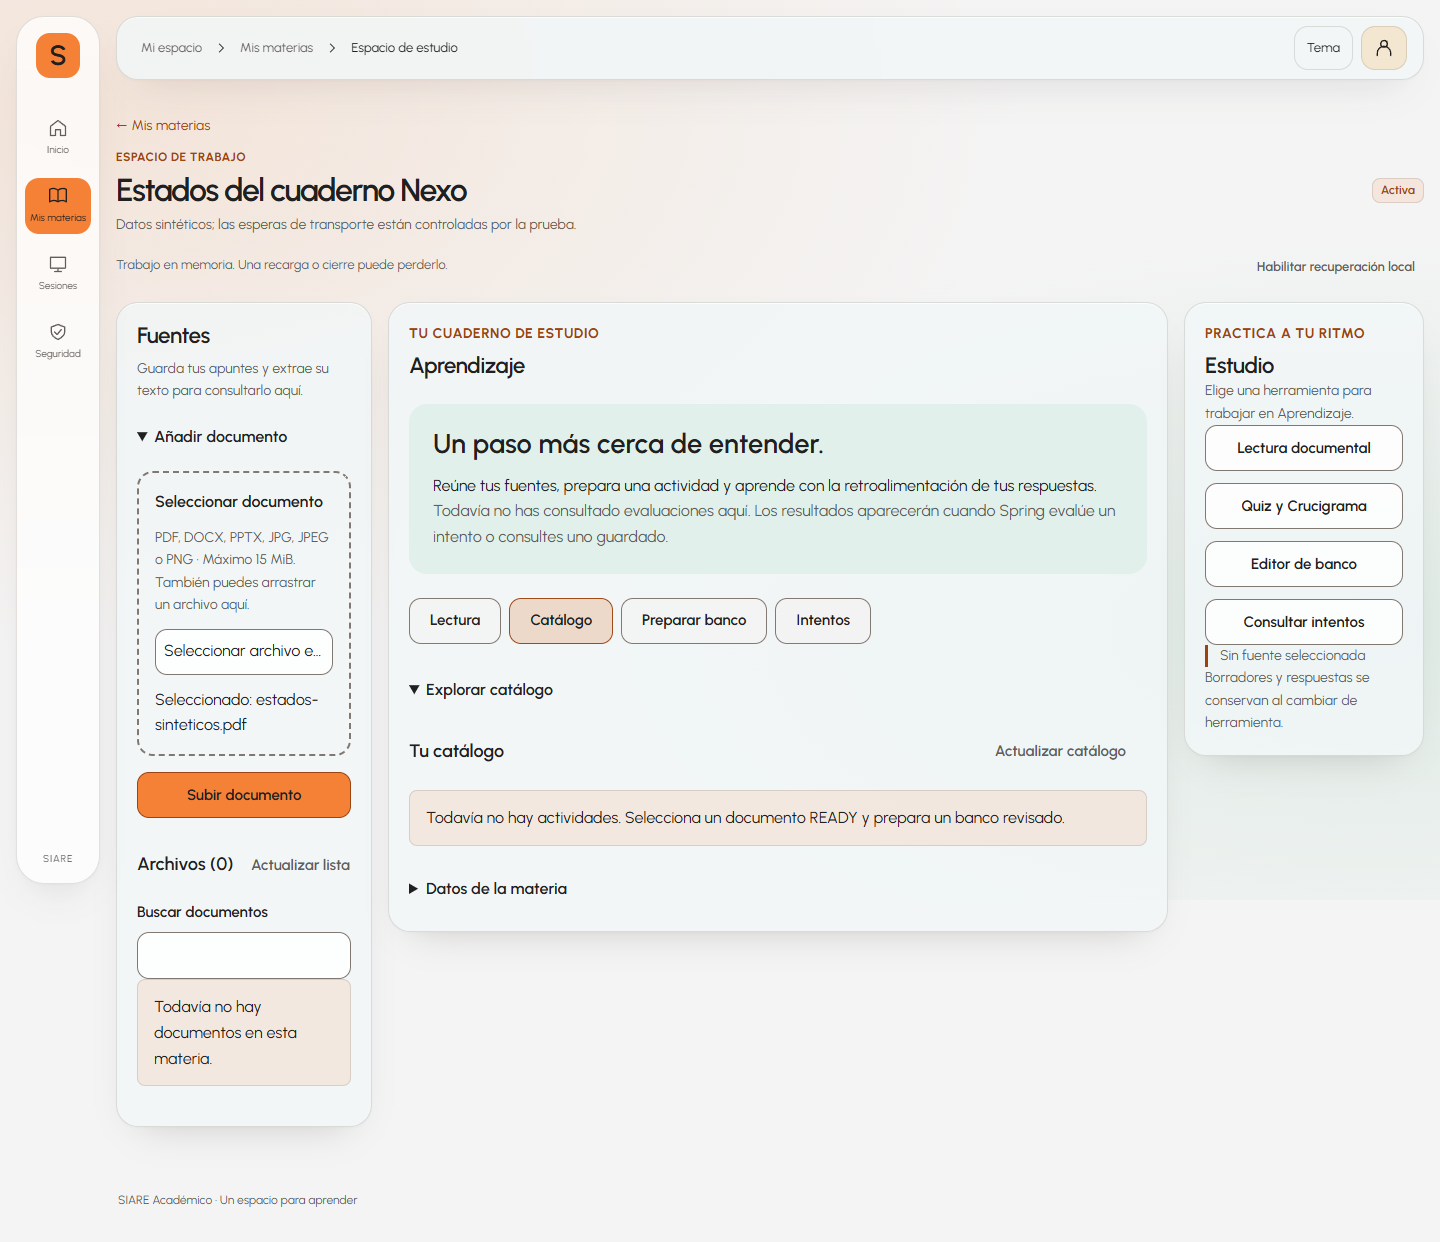 S
Inicio
Mis materias
Sesiones
Seguridad
SIARE
Mi espacio > Mis materias > Espacio de estudio
Tema
← Mis materias
ESPACIO DE TRABAJO
Estados del cuaderno Nexo
Activa
Datos sintéticos; las esperas de transporte están controladas por la prueba.
Trabajo en memoria. Una recarga o cierre puede perderlo.
Habilitar recuperación local
Fuentes
Guarda tus apuntes y extrae su
texto para consultarlo aquí.
▼ Añadir documento
Seleccionar documento
PDF, DOCX, PPTX, JPG, JPEG
o PNG · Máximo 15 MiB.
También puedes arrastrar
un archivo aquí.
Seleccionar archivo e...
Seleccionado: estados-
sinteticos.pdf
Subir documento
Archivos (0)
Actualizar lista
Buscar documentos
Todavía no hay
documentos en esta
materia.
TU CUADERNO DE ESTUDIO
Aprendizaje
Un paso más cerca de entender.
Reúne tus fuentes, prepara una actividad y aprende con la retroalimentación de tus respuestas.
Todavía no has consultado evaluaciones aquí. Los resultados aparecerán cuando Spring evalúe un
intento o consultes uno guardado.
Lectura
Catálogo
Preparar banco
Intentos
▼ Explorar catálogo
Tu catálogo
Actualizar catálogo
Todavía no hay actividades. Selecciona un documento READY y prepara un banco revisado.
▶ Datos de la materia
PRACTICA A TU RITMO
Estudio
Elige una herramienta para
trabajar en Aprendizaje.
Lectura documental
Quiz y Crucigrama
Editor de banco
Consultar intentos
Sin fuente seleccionada
Borradores y respuestas se
conservan al cambiar de
herramienta.
SIARE Académico · Un espacio para aprender